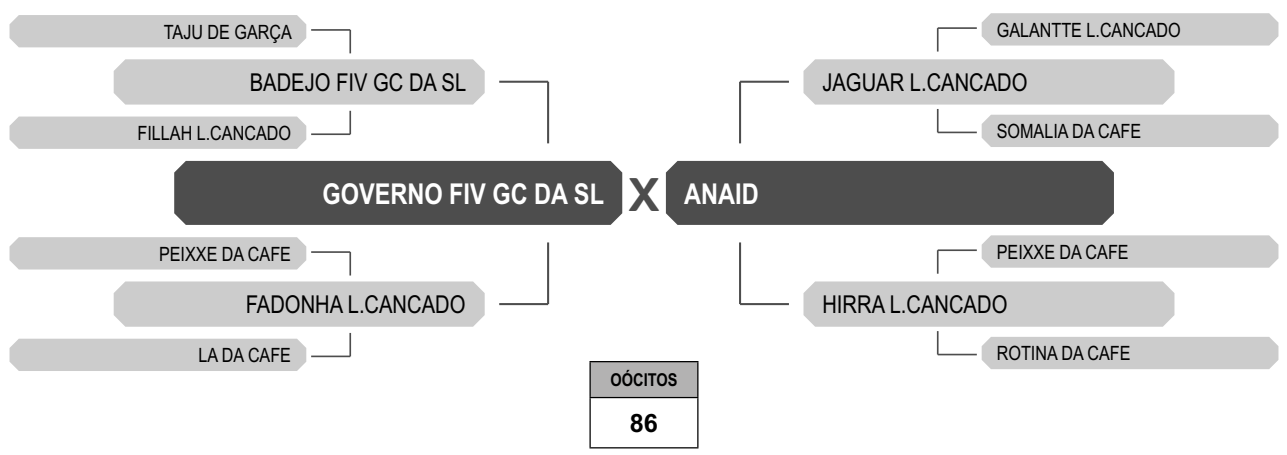 TAJU DE GARÇA
BADEJO FIV GC DA SL
FILLAH L.CANCADO
GOVERNO FIV GC DA SL
PEIXXE DA CAFE
FADONHA L.CANCADO
LA DA CAFE
X
GALANTTE L.CANCADO
JAGUAR L.CANCADO
SOMALIA DA CAFE
ANAID
PEIXXE DA CAFE
HIRRA L.CANCADO
ROTINA DA CAFE
OÓCITOS
86